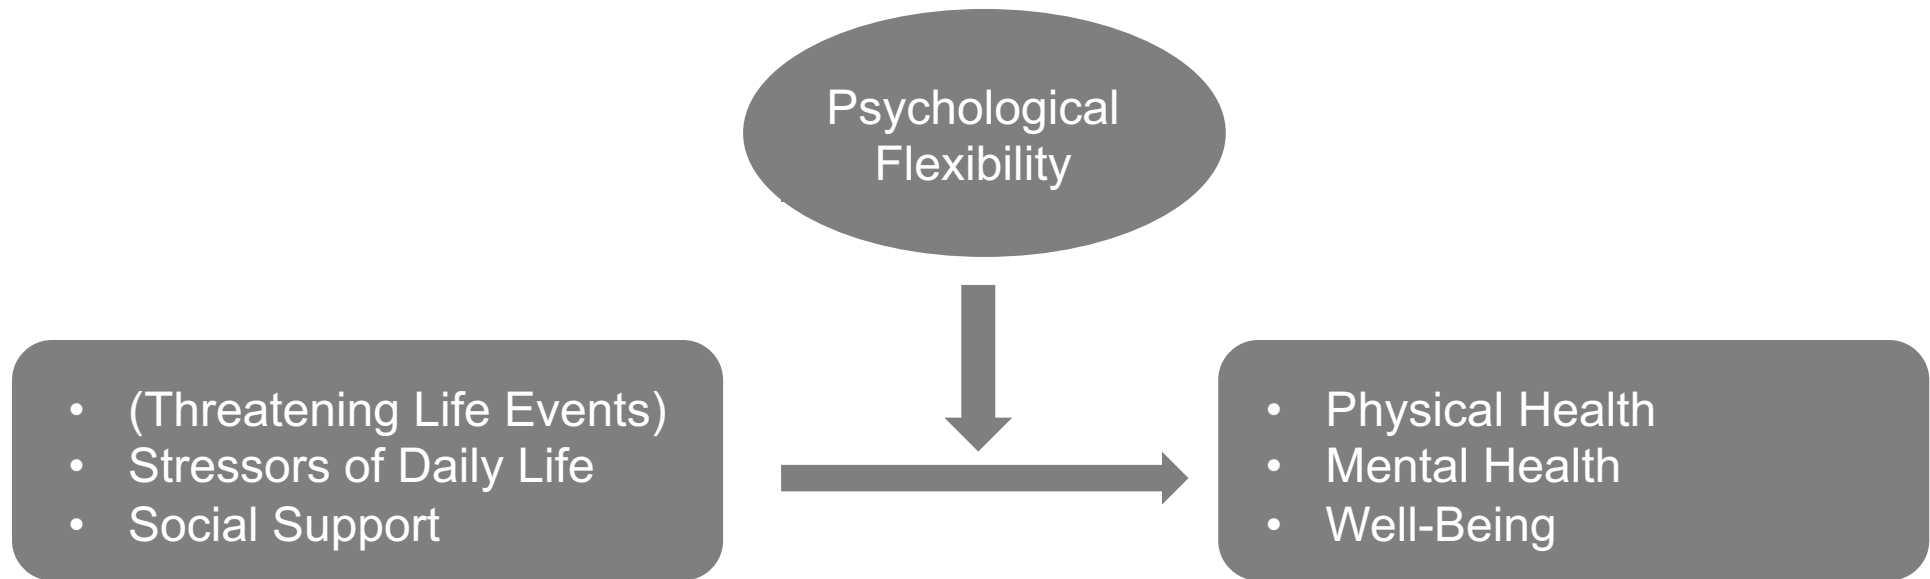 Psychological
Flexibility
• (Threatening Life Events)
• Stressors of Daily Life
• Social Support
• Physical Health
• Mental Health
• Well-Being